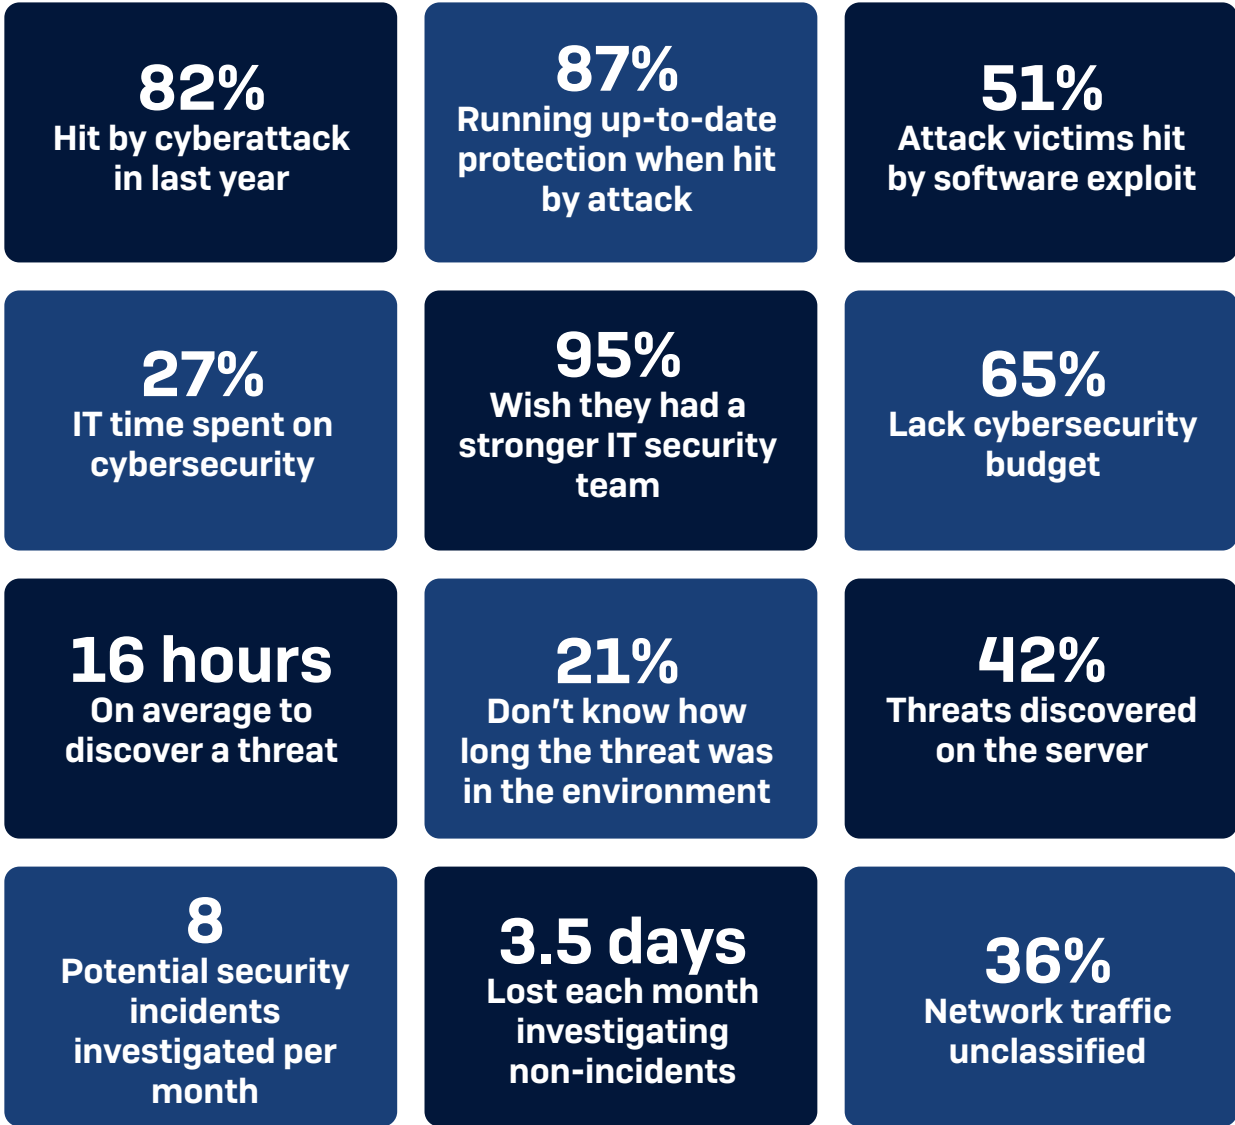 82%
Hit by cyberattack
in last year
87%
Running up-to-date
protection when hit
by attack
51%
Attack victims hit
by software exploit
27%
IT time spent on
cybersecurity
95%
Wish they had a
stronger IT security
team
65%
Lack cybersecurity
budget
16 hours
On average to
discover a threat
21%
Don’t know how
long the threat was
in the environment
42%
Threats discovered
on the server
8
Potential security
incidents
investigated per
month
3.5 days
Lost each month
investigating
non-incidents
36%
Network traffic
unclassified